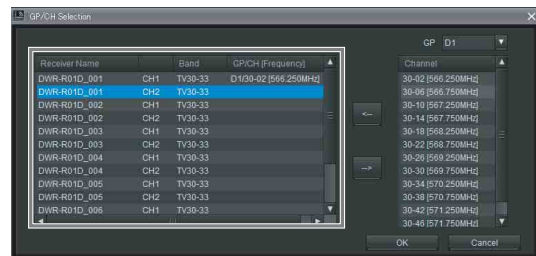 GP/CH Selection
GP D1
Receiver Name Band GP/CH [Frequency]
DWR-R01D_001 CH1 TV30-33 D1/30-02 [566.250MHz]
DWR-R01D_001 CH2 TV30-33
DWR-R01D_002 CH1 TV30-33
DWR-R01D_002 CH2 TV30-33
DWR-R01D_003 CH1 TV30-33
DWR-R01D_003 CH2 TV30-33
DWR-R01D_004 CH1 TV30-33
DWR-R01D_004 CH2 TV30-33
DWR-R01D_005 CH1 TV30-33
DWR-R01D_005 CH2 TV30-33
DWR-R01D_006 CH1 TV30-33
<--
-->
Channel
30-02 [566.250MHz]
30-06 [566.750MHz]
30-10 [567.250MHz]
30-14 [567.750MHz]
30-18 [568.250MHz]
30-22 [568.750MHz]
30-26 [569.250MHz]
30-30 [569.750MHz]
30-34 [570.250MHz]
30-38 [570.750MHz]
30-42 [571.250MHz]
30-46 [571.750MHz]
OK Cancel